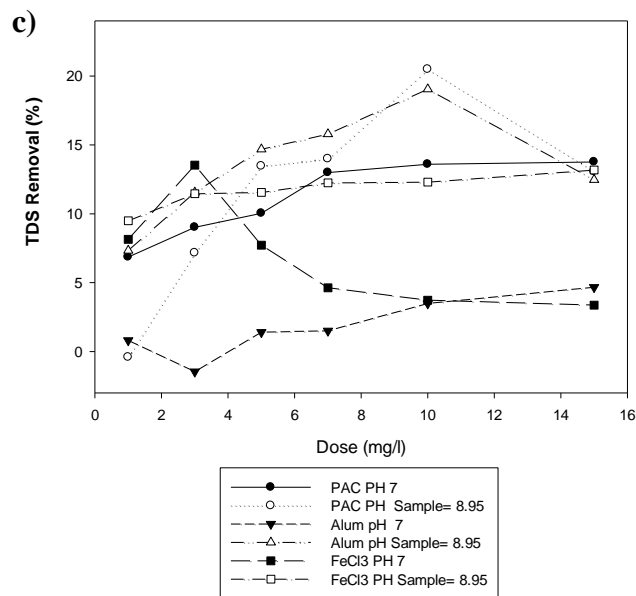 c)
TDS Removal (%)
20
15
10
5
0
0 2 4 6 8 10 12 14 16
Dose (mg/l)
PAC PH 7
PAC PH Sample= 8.95
Alum pH 7
Alum pH Sample= 8.95
FeCl3 PH 7
FeCl3 PH Sample= 8.95